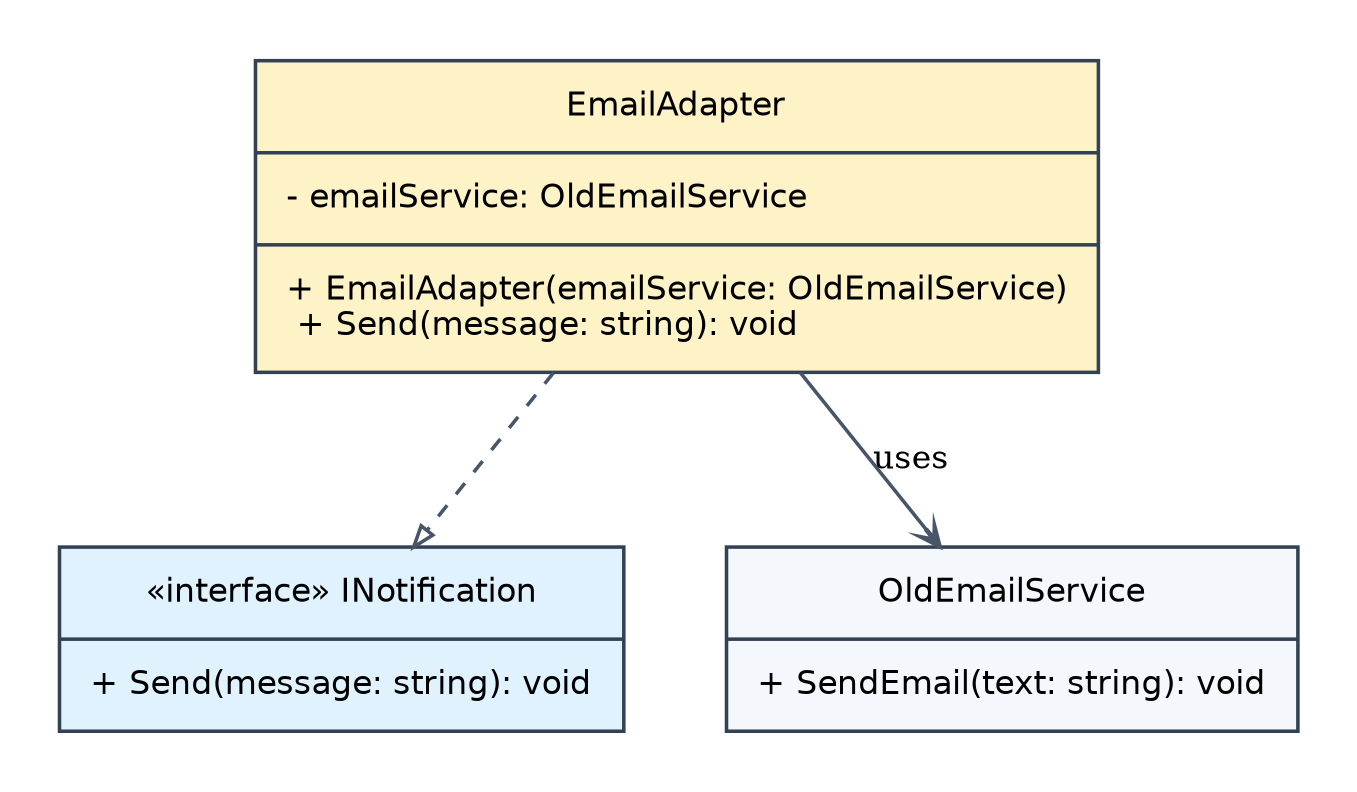 EmailAdapter
- emailService: OldEmailService
+ EmailAdapter(emailService: OldEmailService)
+ Send(message: string): void
uses
«interface» INotification
+ Send(message: string): void
OldEmailService
+ SendEmail(text: string): void